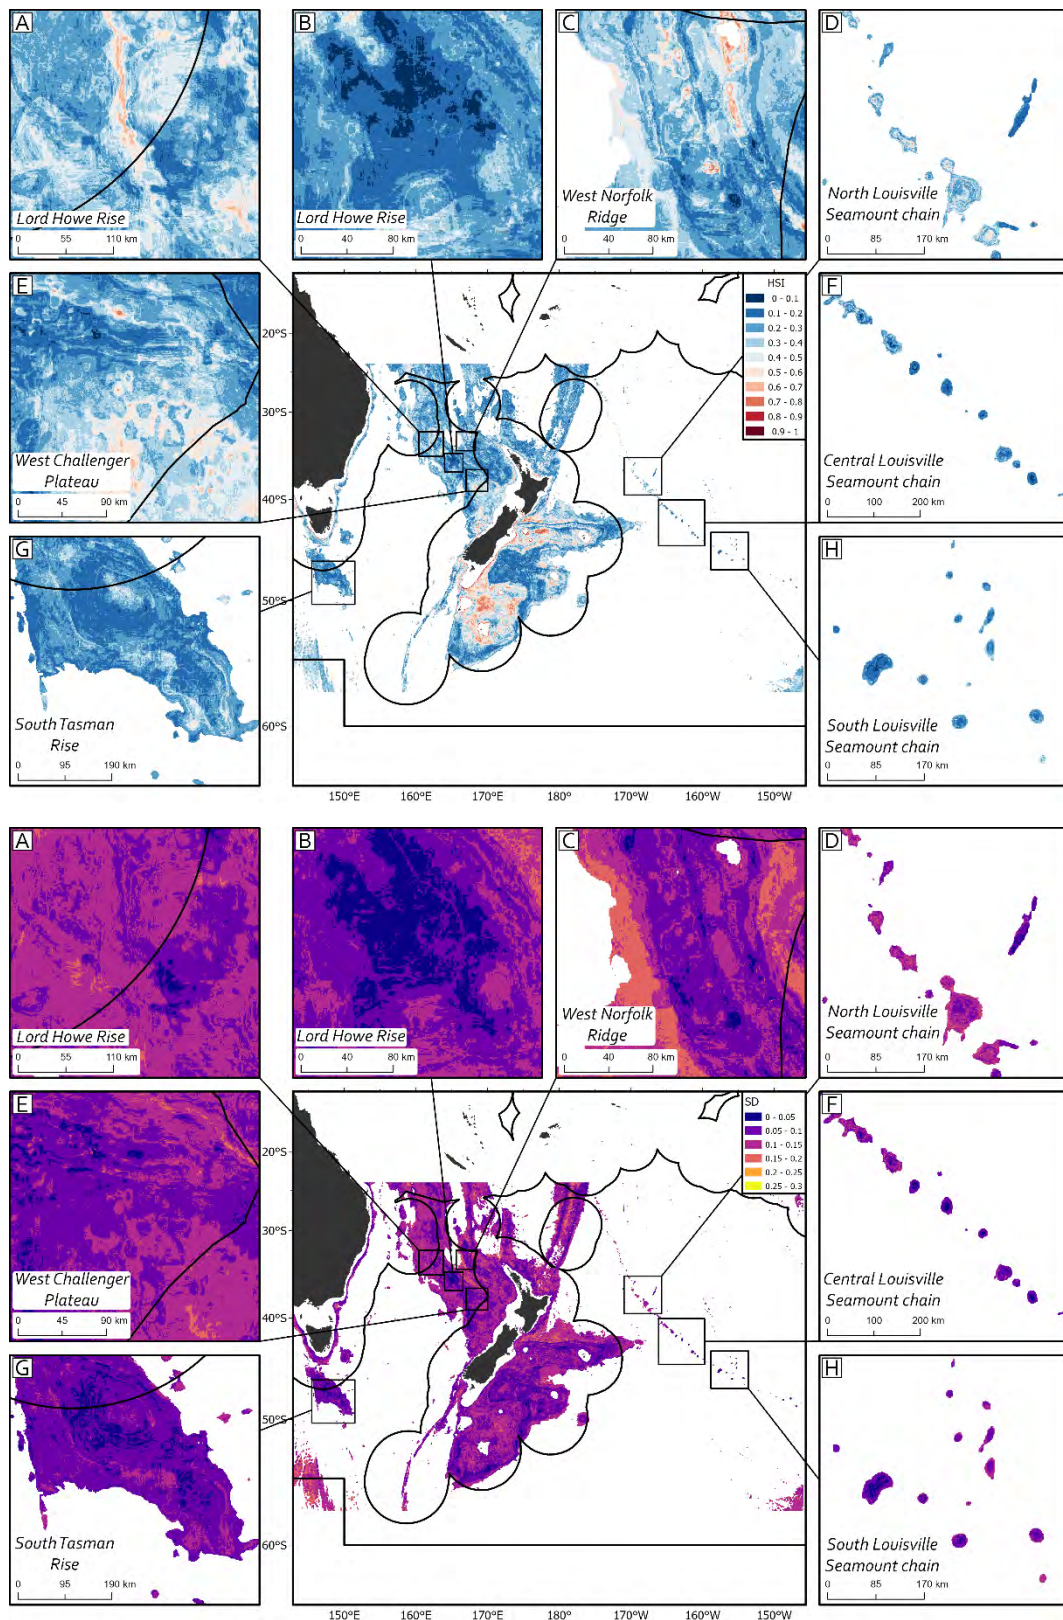 A
Lord Howe Rise
0 55 110 km
B
Lord Howe Rise
0 40 80 km
C
West Norfolk
Ridge
0 40 80 km
D
North Louisville
Seamount chain
0 85 170 km
E
West Challenger
Plateau
0 45 90 km
HSI
0 - 0.1
0.1 - 0.2
0.2 - 0.3
0.3 - 0.4
0.4 - 0.5
0.5 - 0.6
0.6 - 0.7
0.7 - 0.8
0.8 - 0.9
0.9 - 1
20°S
30°S
40°S
50°S
60°S
150°E 160°E 170°E 180° 170°W 160°W 150°W
F
Central Louisville
Seamount chain
0 100 200 km
G
South Tasman
Rise
0 95 190 km
H
South Louisville
Seamount chain
0 85 170 km
A
Lord Howe Rise
0 55 110 km
B
Lord Howe Rise
0 40 80 km
C
West Norfolk
Ridge
0 40 80 km
D
North Louisville
Seamount chain
0 85 170 km
E
West Challenger
Plateau
0 45 90 km
SD
0 - 0.05
0.05 - 0.1
0.1 - 0.15
0.15 - 0.2
0.2 - 0.25
0.25 - 0.3
20°S
30°S
40°S
50°S
60°S
150°E 160°E 170°E 180° 170°W 160°W 150°W
F
Central Louisville
Seamount chain
0 100 200 km
G
South Tasman
Rise
0 95 190 km
H
South Louisville
Seamount chain
0 85 170 km